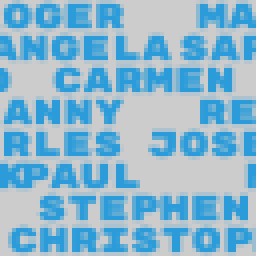 OGER MA
ANGELA SAR
O CARMEN
ANNY RE
RLES JOSE
KPAUL
STEPHEN
CHRISTOP